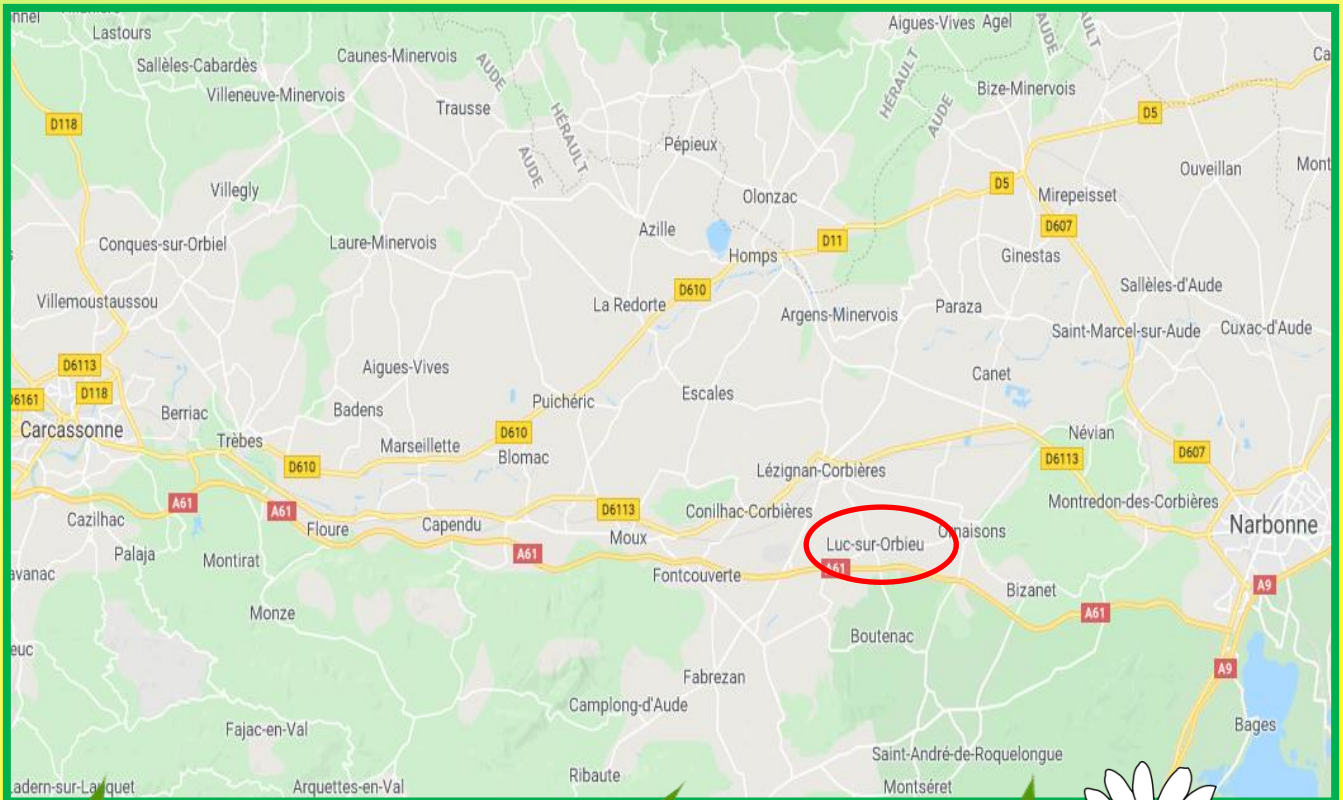 Lastours
Aigues-Vives
Agel
AUDE
Sallèles-Cabardès
Caunes-Minervois
AUDE
HÉRAULT
HÉRAULT
AUDE
Bize-Minervois
Villeneuve-Minervois
Trausse
D118
D5
Pépieux
AUDE
Ouveillan
Mont
Villegly
Olonzac
D5
Mirepeisset
Conques-sur-Orbiel
Laure-Minervois
Azille
D11
D607
Homps
Ginestas
Villemoustaussou
La Redorte
D610
Argens-Minervois
Paraza
Sallèles-d'Aude
Saint-Marcel-sur-Aude
Cuxac-d'Aude
D6113
Aigues-Vives
Canet
D6161
D118
Berriac
Badens
Puichéric
Escales
Carcassonne
Trèbes
Marseillette
D610
Blomac
Névian
D610
Lézignan-Corbières
D6113
D607
A61
A61
Cazilhac
Floure
Capendu
D6113
Conilhac-Corbières
Montredon-des-Corbières
Narbonne
Palaja
Montirat
A61
Moux
Luc-sur-Orbieu
Ornaisons
Fontcouverte
A61
Bizanet
A9
Monze
A61
Boutenac
Fabrezan
A9
Camplong-d'Aude
Fajac-en-Val
Bages
Saint-André-de-Roquelongue
Ladern-sur-Lauquet
Arquettes-en-Val
Ribaute
Montséret